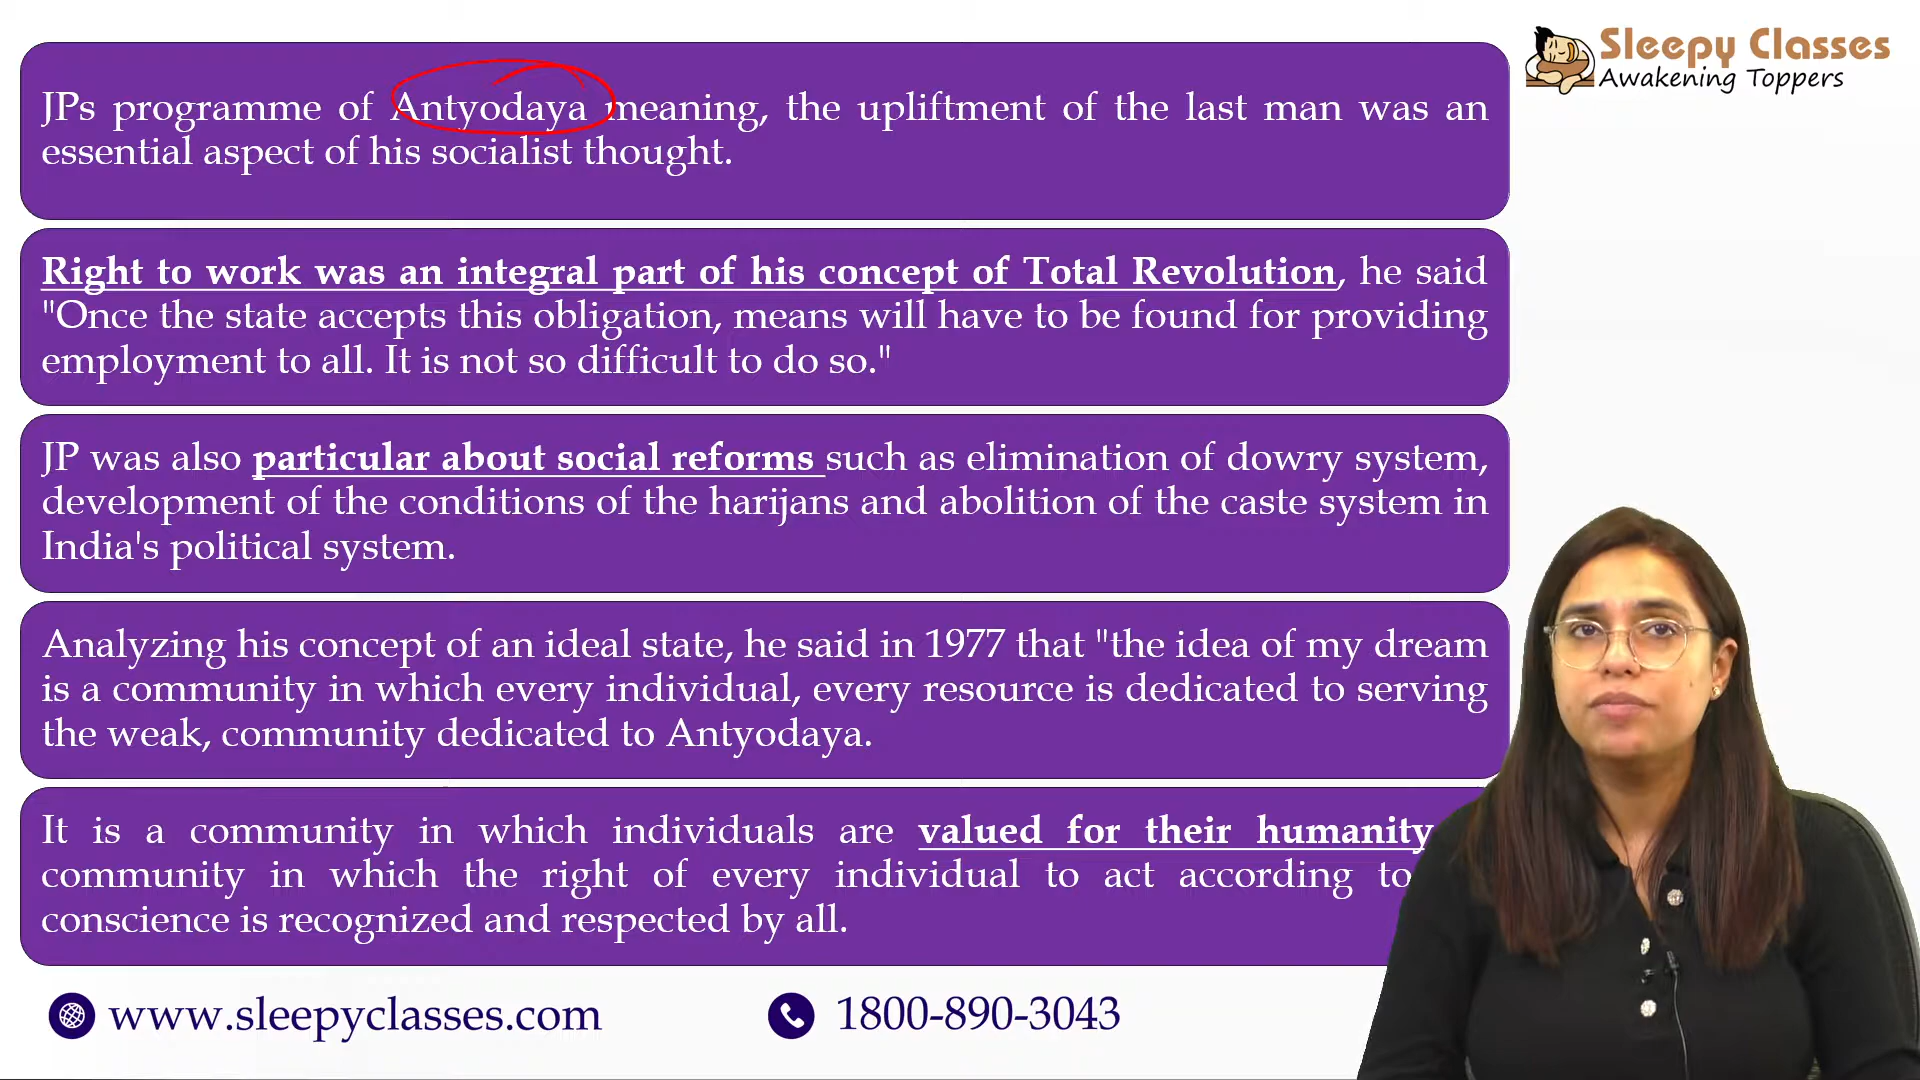 Sleepy Classes
Awakening Toppers
JPs programme of Antyodaya meaning, the upliftment of the last man was an
essential aspect of his socialist thought.
Right to work was an integral part of his concept of Total Revolution, he said
"Once the state accepts this obligation, means will have to be found for providing
employment to all. It is not so difficult to do so."
JP was also particular about social reforms such as elimination of dowry system,
development of the conditions of the harijans and abolition of the caste system in
India's political system.
Analyzing his concept of an ideal state, he said in 1977 that "the idea of my dream
is a community in which every individual, every resource is dedicated to serving
the weak, community dedicated to Antyodaya.
It is a community in which individuals are valued for their humanity
community in which the right of every individual to act according to
conscience is recognized and respected by all.
www.sleepyclasses.com
1800-890-3043